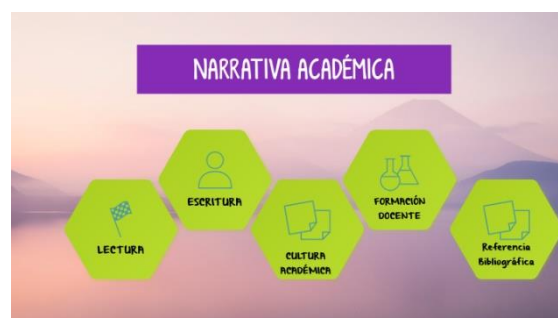 NARRATIVA ACADÉMICA
LECTURA
ESCRITURA
CULTURA
ACADÉMICA
FORMACIÓN
DOCENTE
Referencia
Bibliográfica